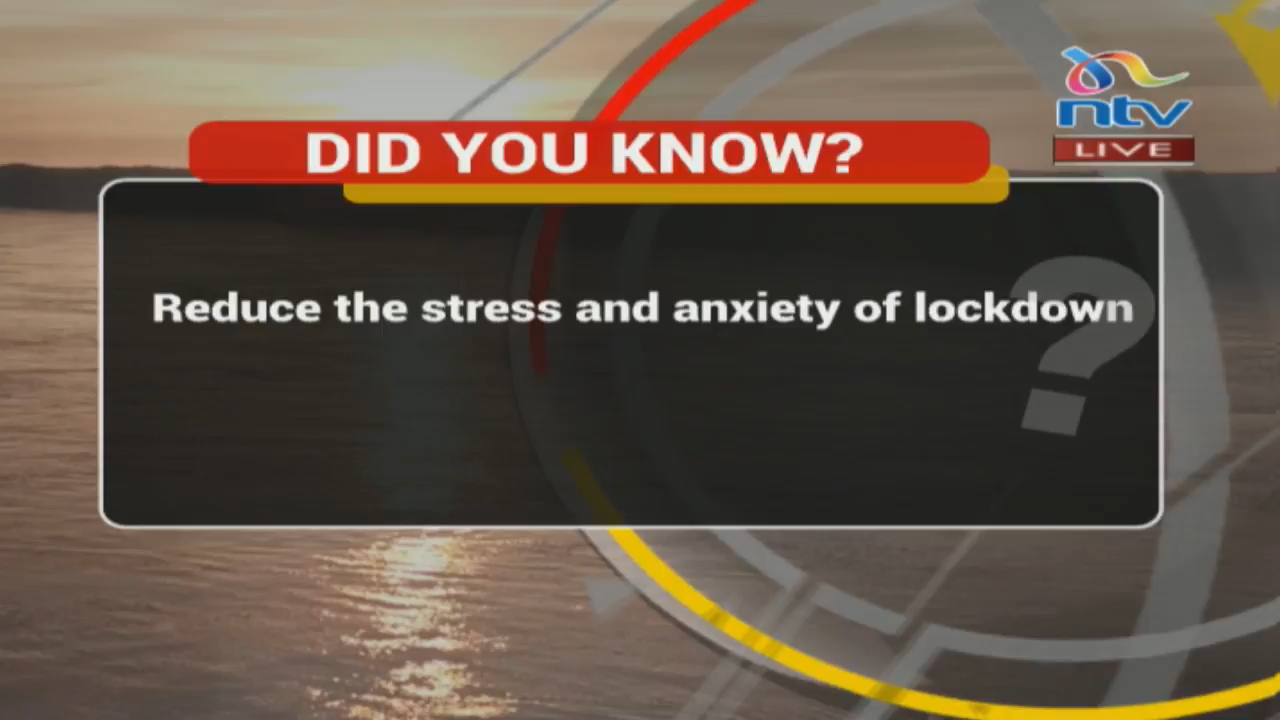 ntv
LIVE
DID YOU KNOW?
Reduce the stress and anxiety of lockdown
?